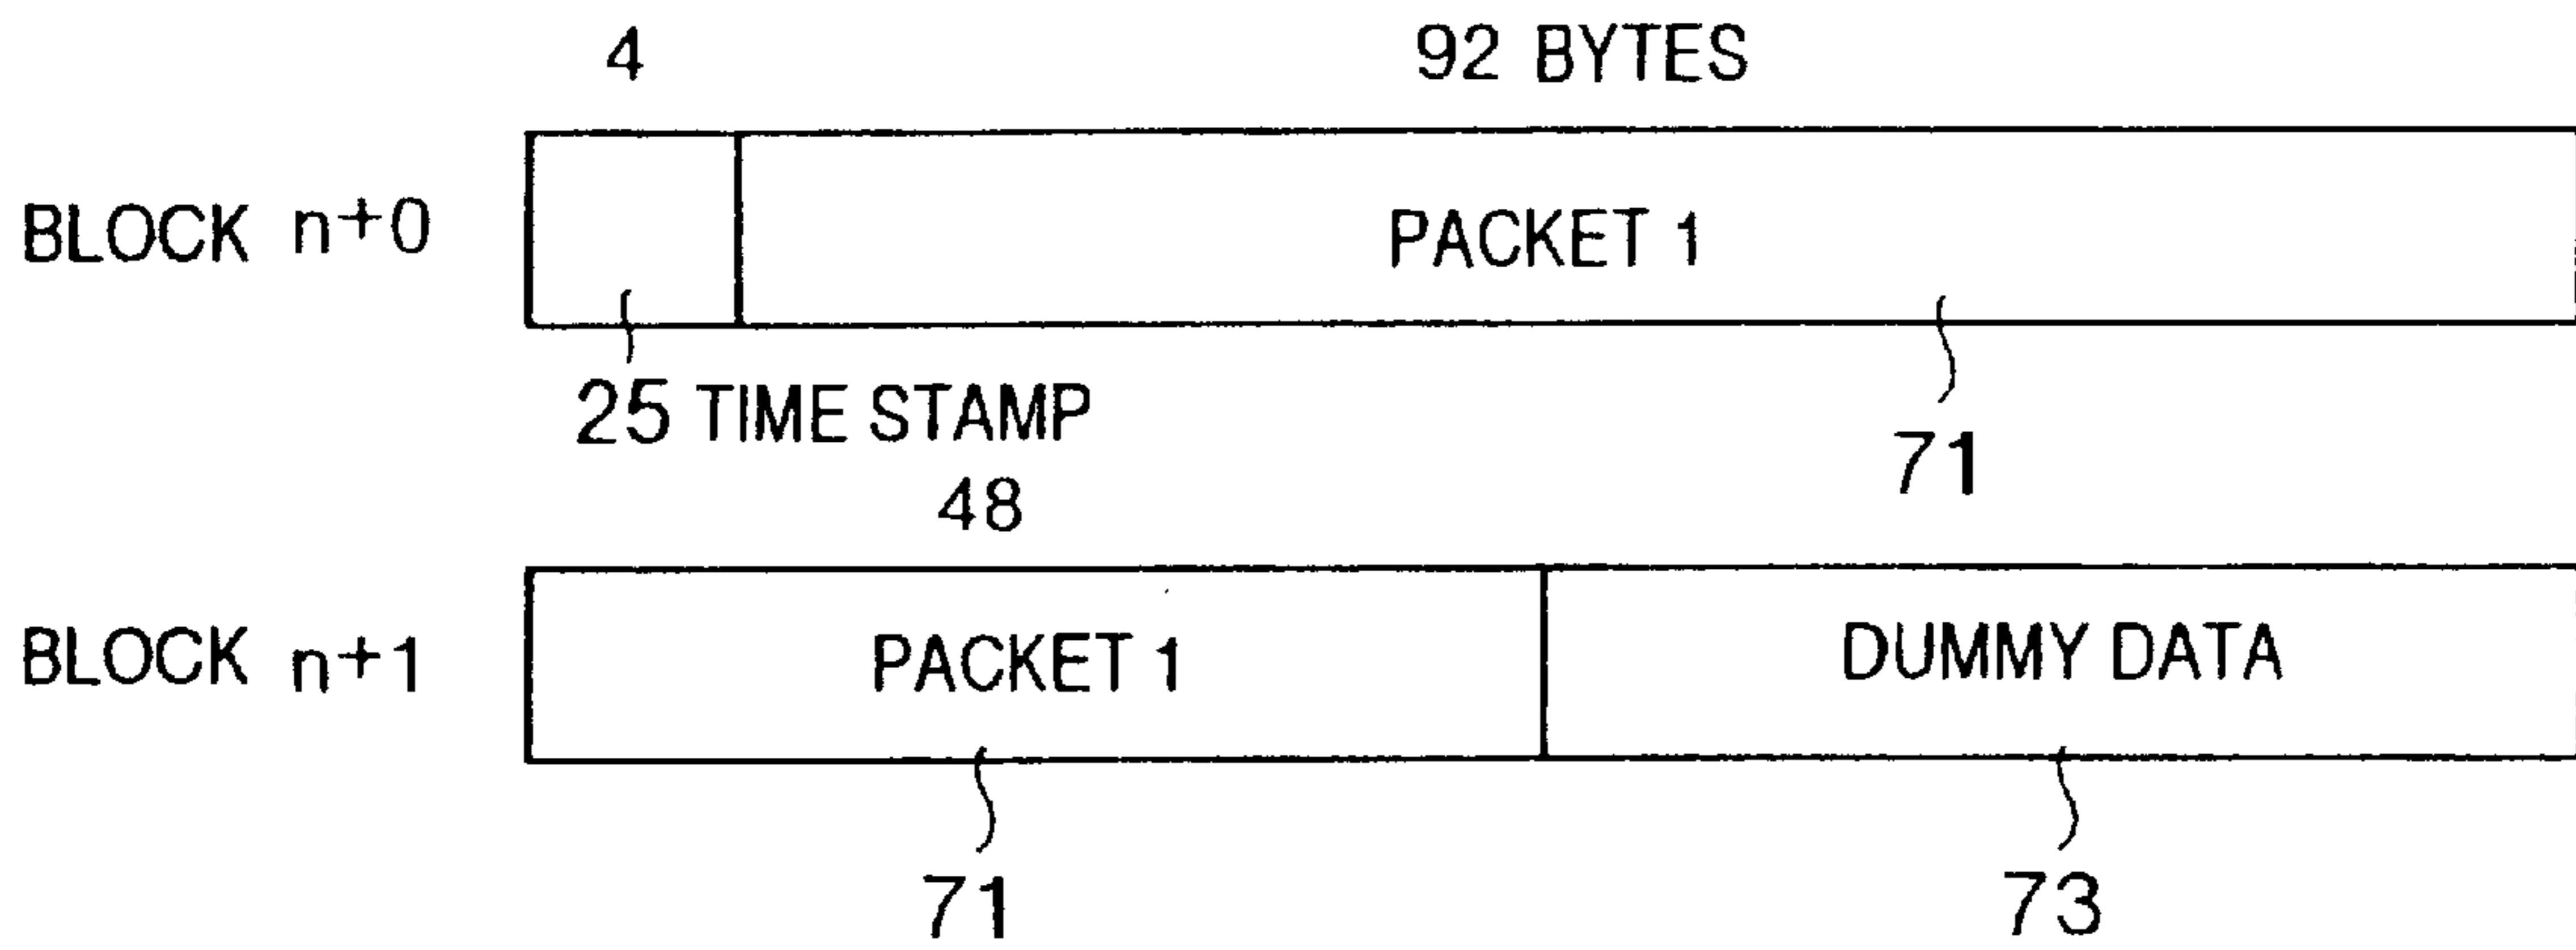 4 92 BYTES
BLOCK n+0 PACKET 1
25 TIME STAMP
71
48
BLOCK n+1 PACKET 1 DUMMY DATA
71 73